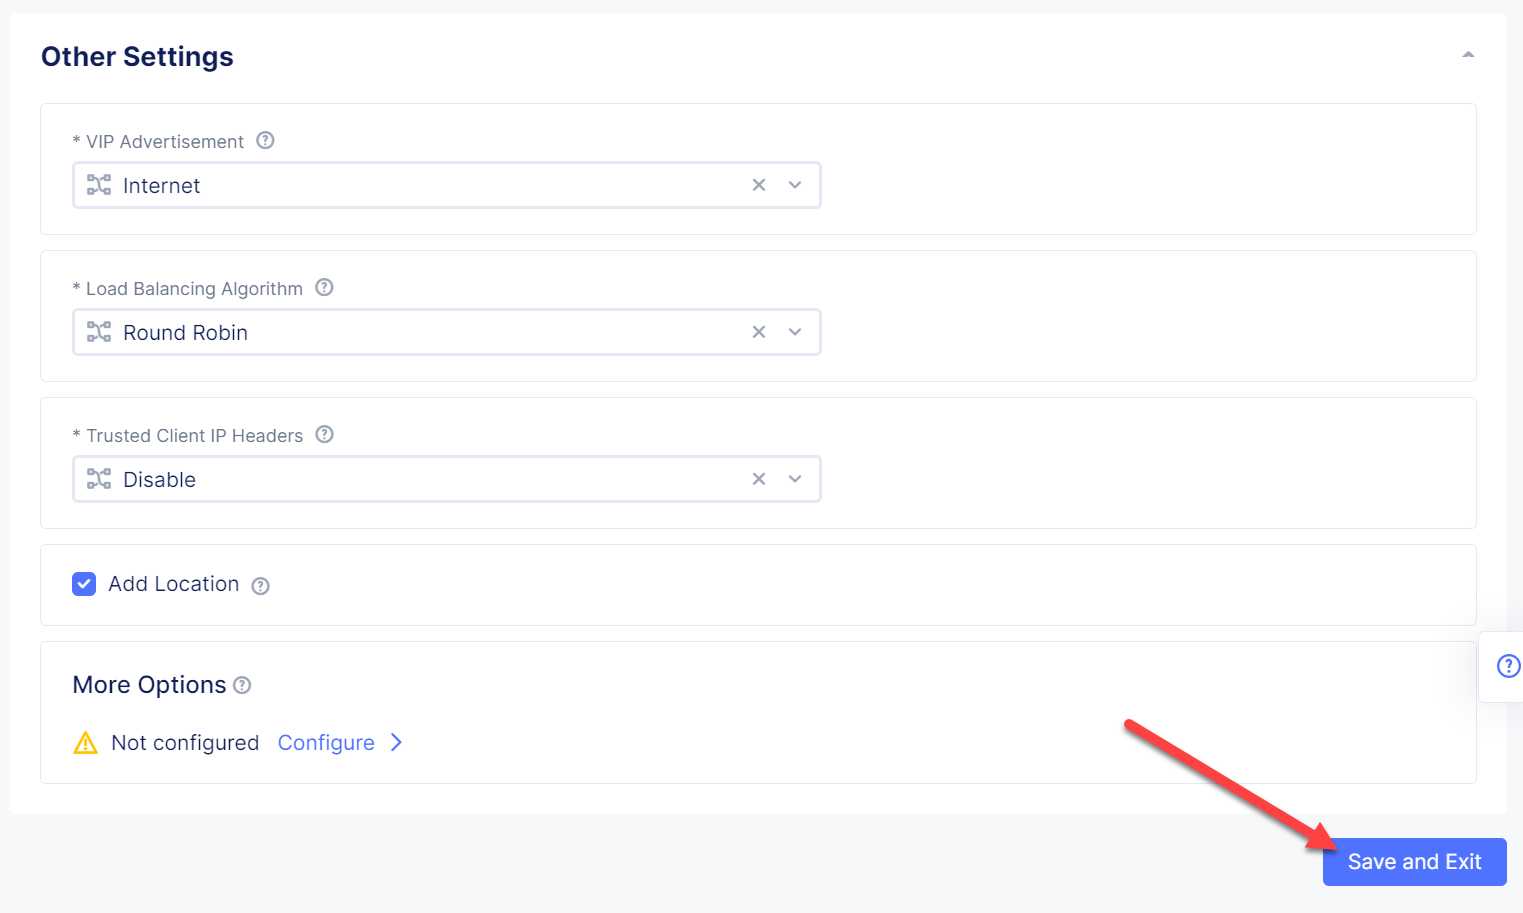 Other Settings
* VIP Advertisement
Internet
* Load Balancing Algorithm
Round Robin
* Trusted Client IP Headers
Disable
Add Location
More Options
Not configured Configure
Save and Exit